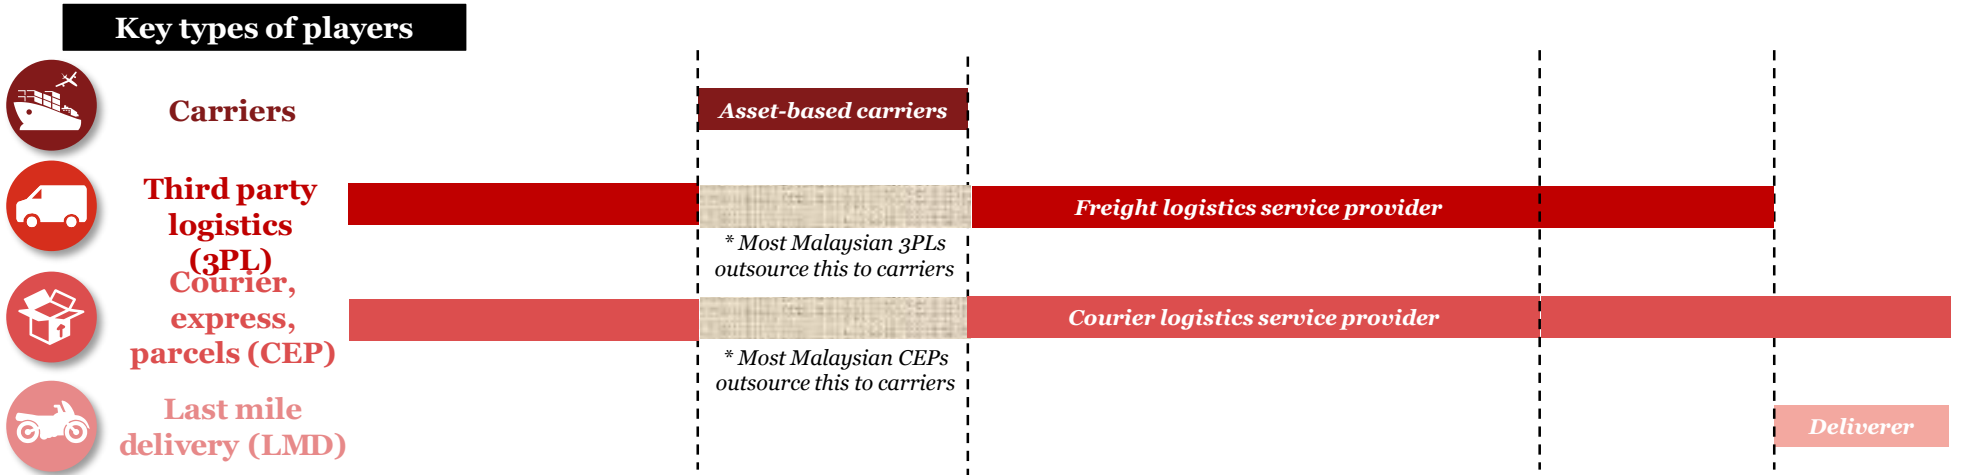 Key types of players
Carriers
Asset-based carriers
Third party
logistics
(3PL)
Freight logistics service provider
* Most Malaysian 3PLs
outsource this to carriers
Courier,
express,
parcels (CEP)
Courier logistics service provider
* Most Malaysian CEPs
outsource this to carriers
Last mile
delivery (LMD)
Deliverer